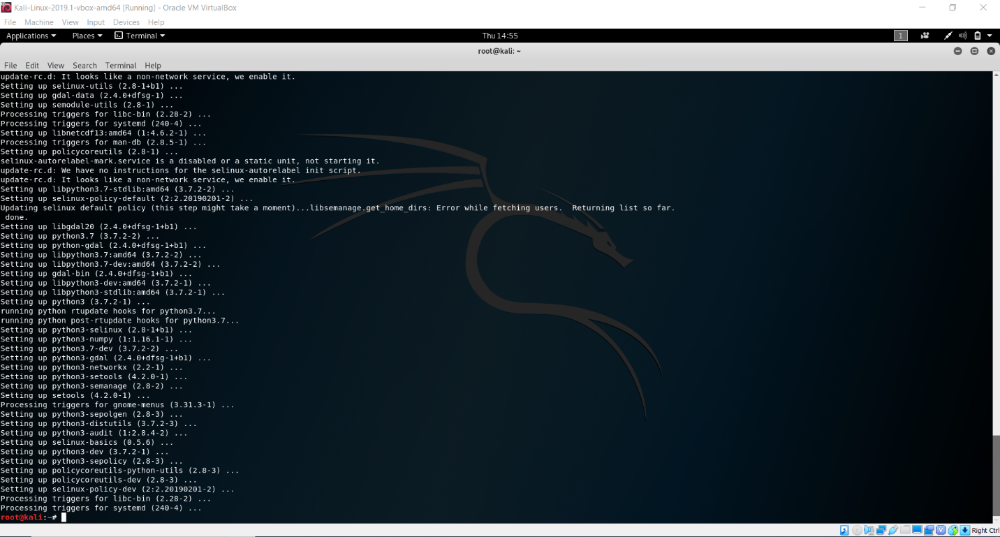 Kali-Linux-2019.1-vbox-amd64 [Running] - Oracle VM VirtualBox
File Machine View Input Devices Help
Applications Places Terminal Thu 14:55 1
root@kali: ~
File Edit View Search Terminal Help
update-rc.d: It looks like a non-network service, we enable it.
Setting up selinux-utils (2.8-1+b1) ...
Setting up gdal-data (2.4.0+dfsg-1) ...
Setting up semodule-utils (2.8-1) ...
Processing triggers for libc-bin (2.28-2) ...
Processing triggers for systemd (240-4) ...
Setting up libnetcdf13:amd64 (1:4.6.2-1) ...
Processing triggers for man-db (2.8.5-1) ...
Setting up policycoreutils (2.8-1) ...
selinux-autorelabel-mark.service is a disabled or a static unit, not starting it.
update-rc.d: We have no instructions for the selinux-autorelabel init script.
update-rc.d: It looks like a non-network service, we enable it.
Setting up libpython3.7-stdlib:amd64 (3.7.2-2) ...
Setting up selinux-policy-default (2:2.20190201-2) ...
Updating selinux default policy (this step might take a moment)...libsemanage.get_home_dirs: Error while fetching users.  Returning list so far.
 done.
Setting up libgdal20 (2.4.0+dfsg-1+b1) ...
Setting up python3.7 (3.7.2-2) ...
Setting up python-gdal (2.4.0+dfsg-1+b1) ...
Setting up libpython3.7:amd64 (3.7.2-2) ...
Setting up libpython3.7-dev:amd64 (3.7.2-2) ...
Setting up gdal-bin (2.4.0+dfsg-1+b1) ...
Setting up libpython3-dev:amd64 (3.7.2-1) ...
Setting up libpython3-stdlib:amd64 (3.7.2-1) ...
Setting up python3 (3.7.2-1) ...
running python rtupdate hooks for python3.7...
running python post-rtupdate hooks for python3.7...
Setting up python3-selinux (2.8-1+b1) ...
Setting up python3-numpy (1:1.16.1-1) ...
Setting up python3.7-dev (3.7.2-2) ...
Setting up python3-gdal (2.4.0+dfsg-1+b1) ...
Setting up python3-networkx (2.2-1) ...
Setting up python3-setools (4.2.0-1) ...
Setting up python3-semanage (2.8-2) ...
Setting up setools (4.2.0-1) ...
Processing triggers for gnome-menus (3.31.3-1) ...
Setting up python3-sepolgen (2.8-3) ...
Setting up python3-distutils (3.7.2-3) ...
Setting up python3-audit (1:2.8.4-2) ...
Setting up selinux-basics (0.5.6) ...
Setting up python3-dev (3.7.2-1) ...
Setting up python3-sepolicy (2.8-3) ...
Setting up policycoreutils-python-utils (2.8-3) ...
Setting up policycoreutils-dev (2.8-3) ...
Setting up selinux-policy-dev (2:2.20190201-2) ...
Processing triggers for libc-bin (2.28-2) ...
Processing triggers for systemd (240-4) ...
root@kali:~#
Right Ctrl